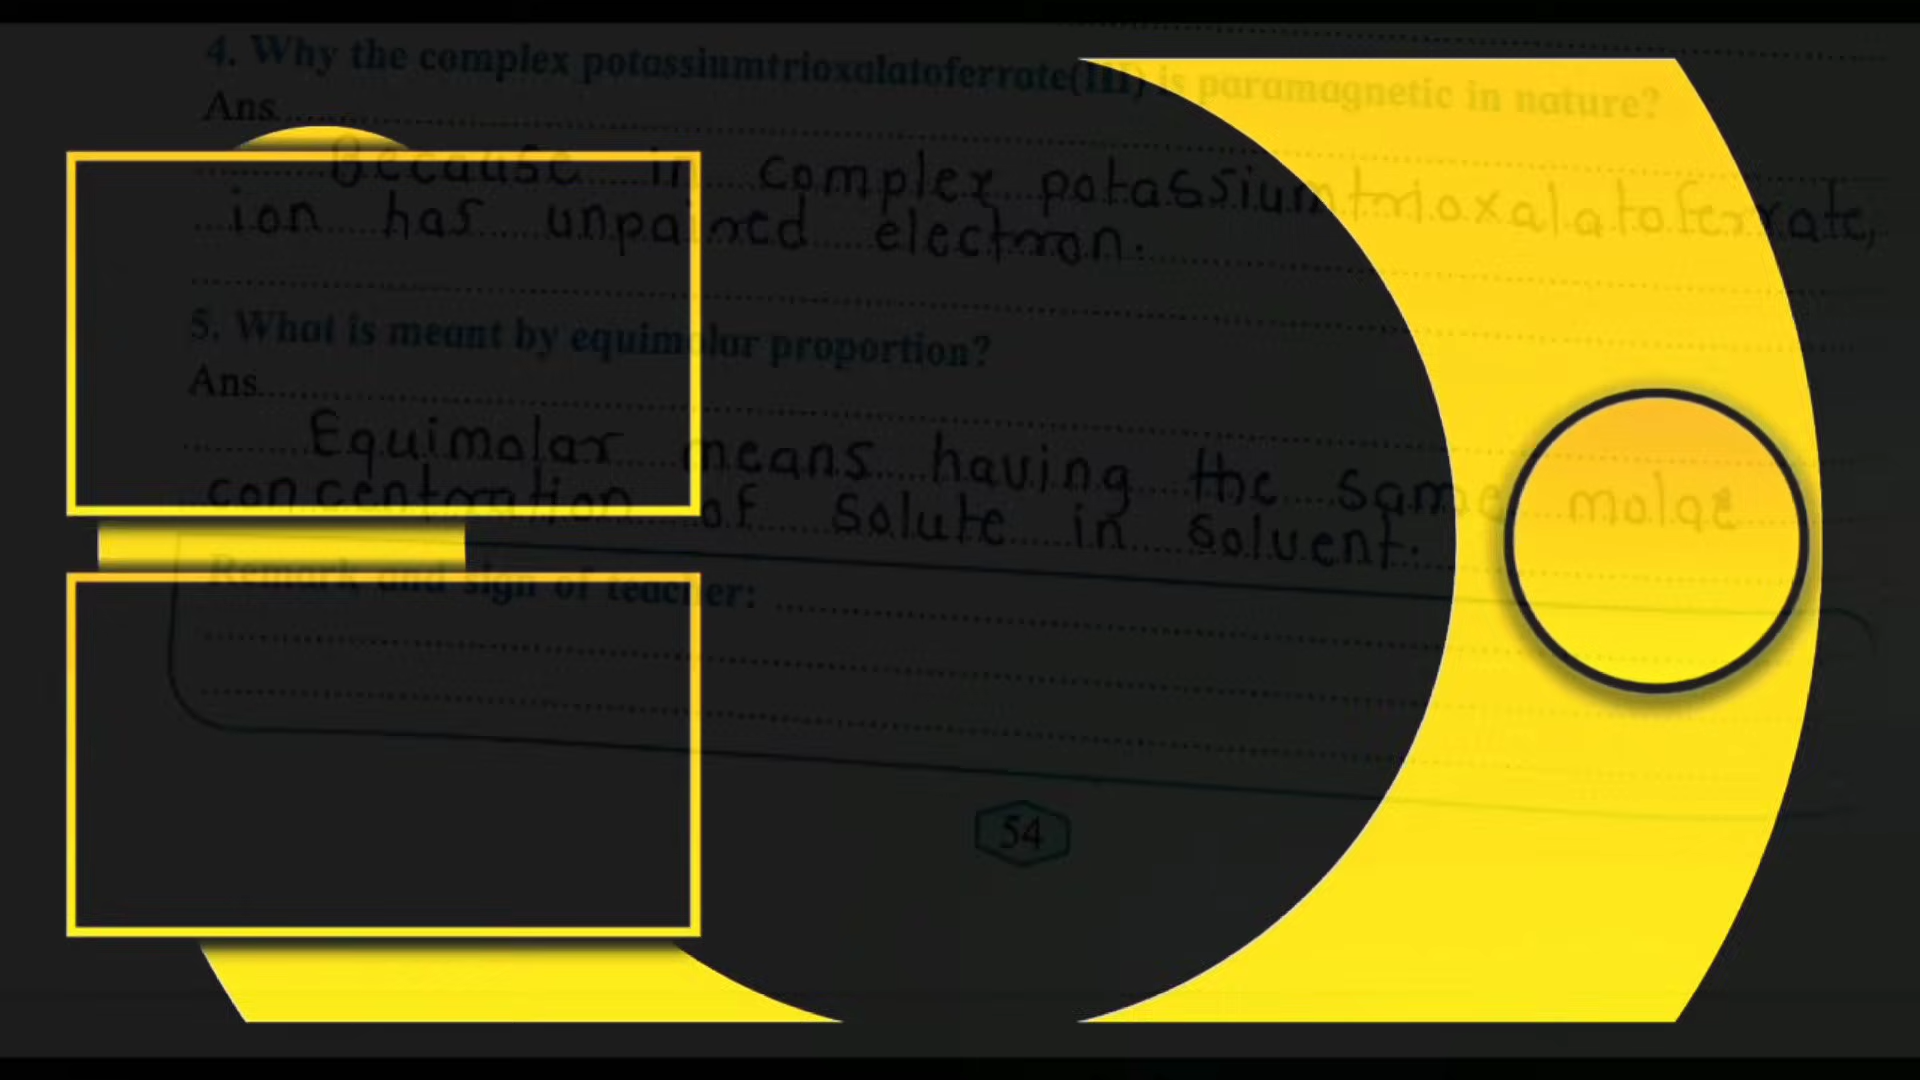 4. Why the complex potassiumtrioxalatoferrate(III) is paramagnetic in nature?
Ans
Because in complex potassiumtrioxalatoferrate,
ion has unpaired electron.
5. What is meant by equimolar proportion?
Ans
Equimolar means having the same molar
concentration of solute in solvent.
Remark and sign of teacher:
54